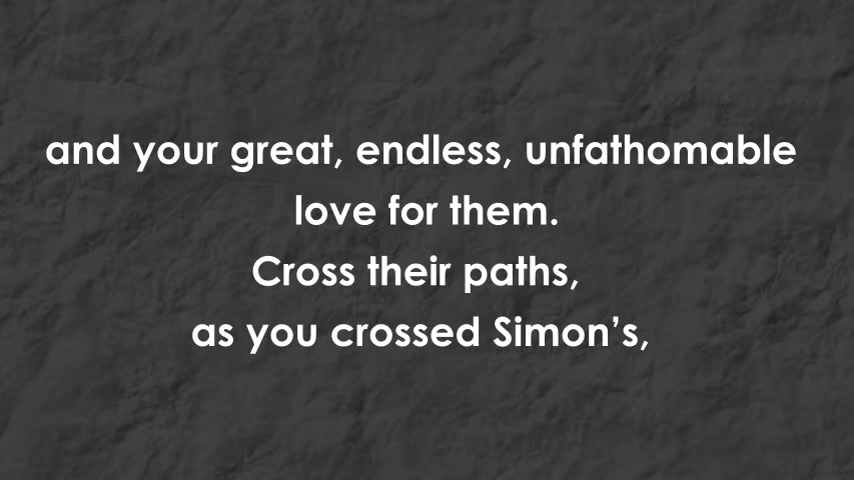 and your great, endless, unfathomable
love for them.
Cross their paths,
as you crossed Simon’s,